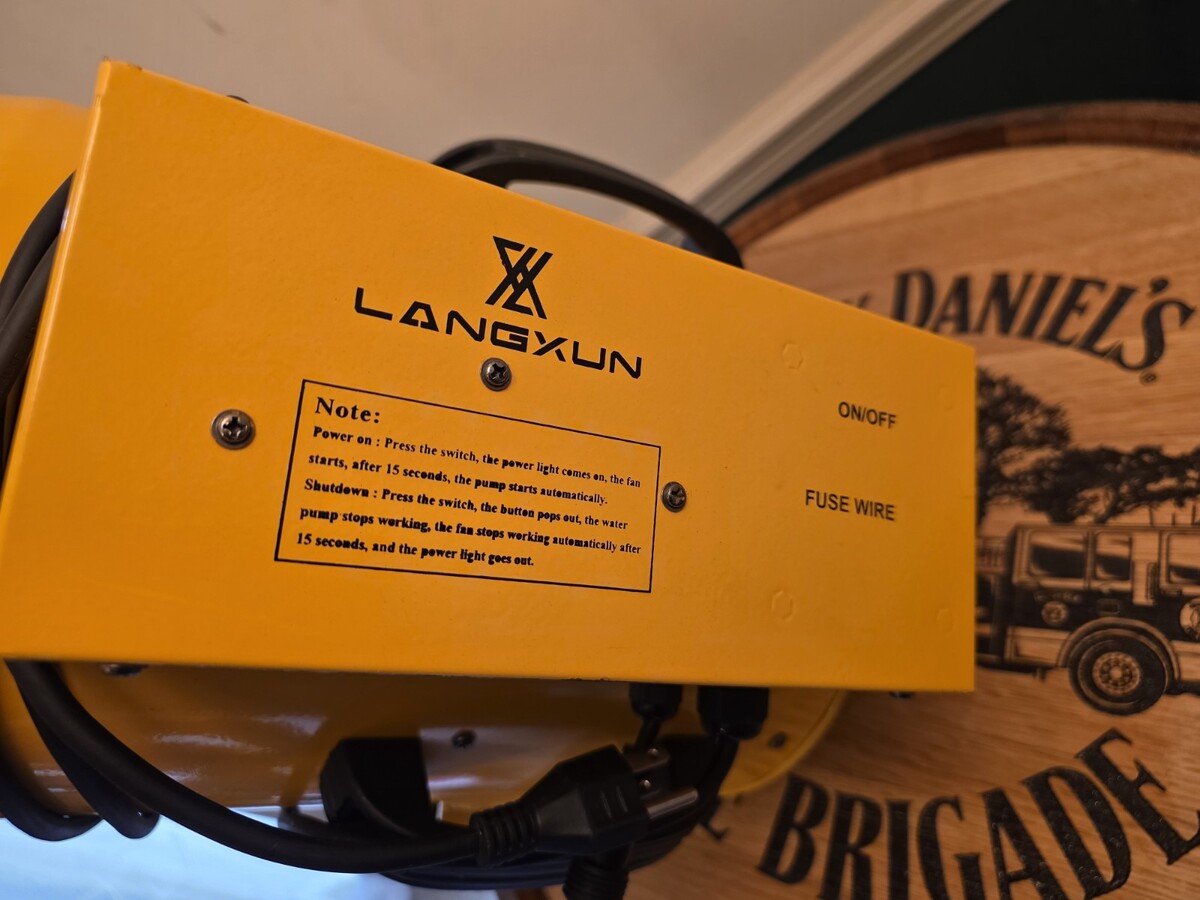 LANGXUN
Note:
Power on : Press the switch, the power light comes on, the fan
starts, after 15 seconds, the pump starts automatically.
Shutdown : Press the switch, the button pops out, the water
pump stops working, the fan stops working automatically after
15 seconds, and the power light goes out.
ON/OFF
FUSE WIRE
DANIEL'S
BRIGADE